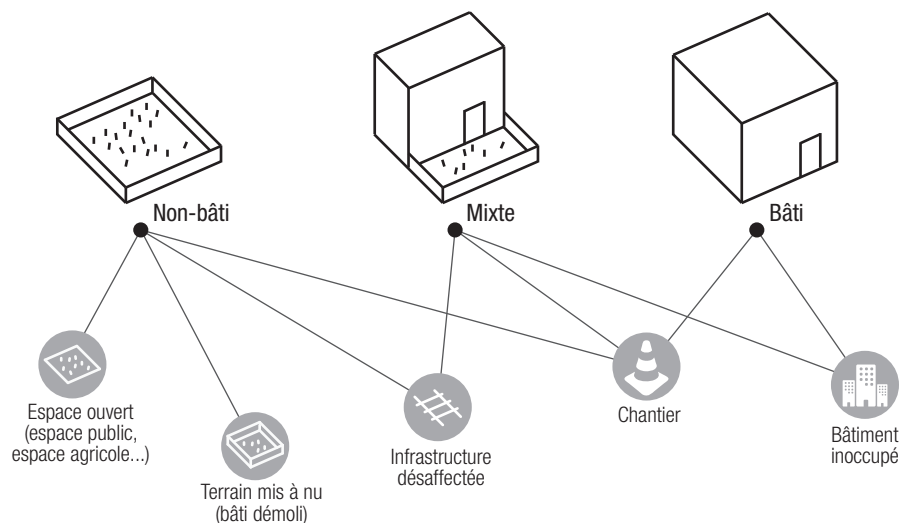 Non-bâti
Mixte
Bâti
Espace ouvert
(espace public,
espace agricole...)
Terrain mis à nu
(bâti démoli)
Infrastructure
désaffectée
Chantier
Bâtiment
inoccupé